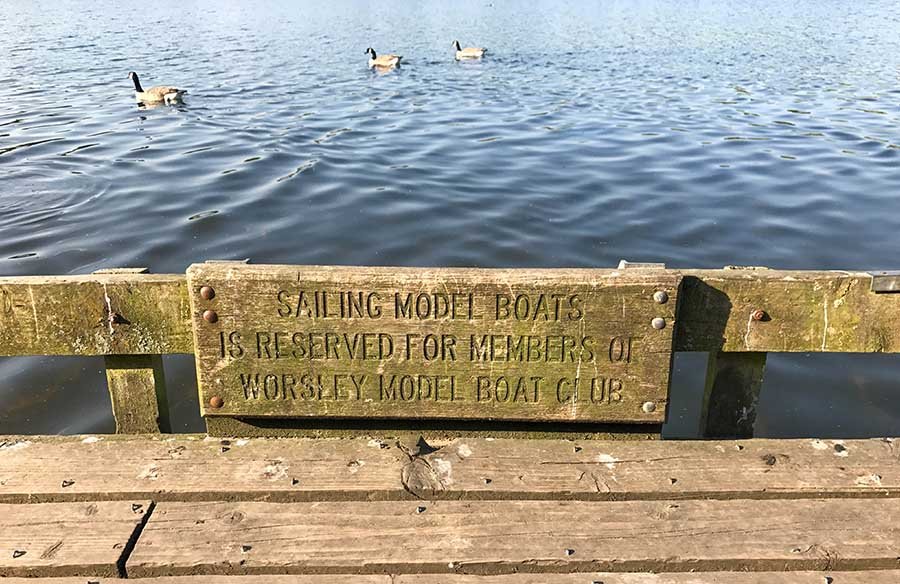 SAILING MODEL BOATS
IS RESERVED FOR MEMBERS OF
WORSLEY MODEL BOAT CLUB